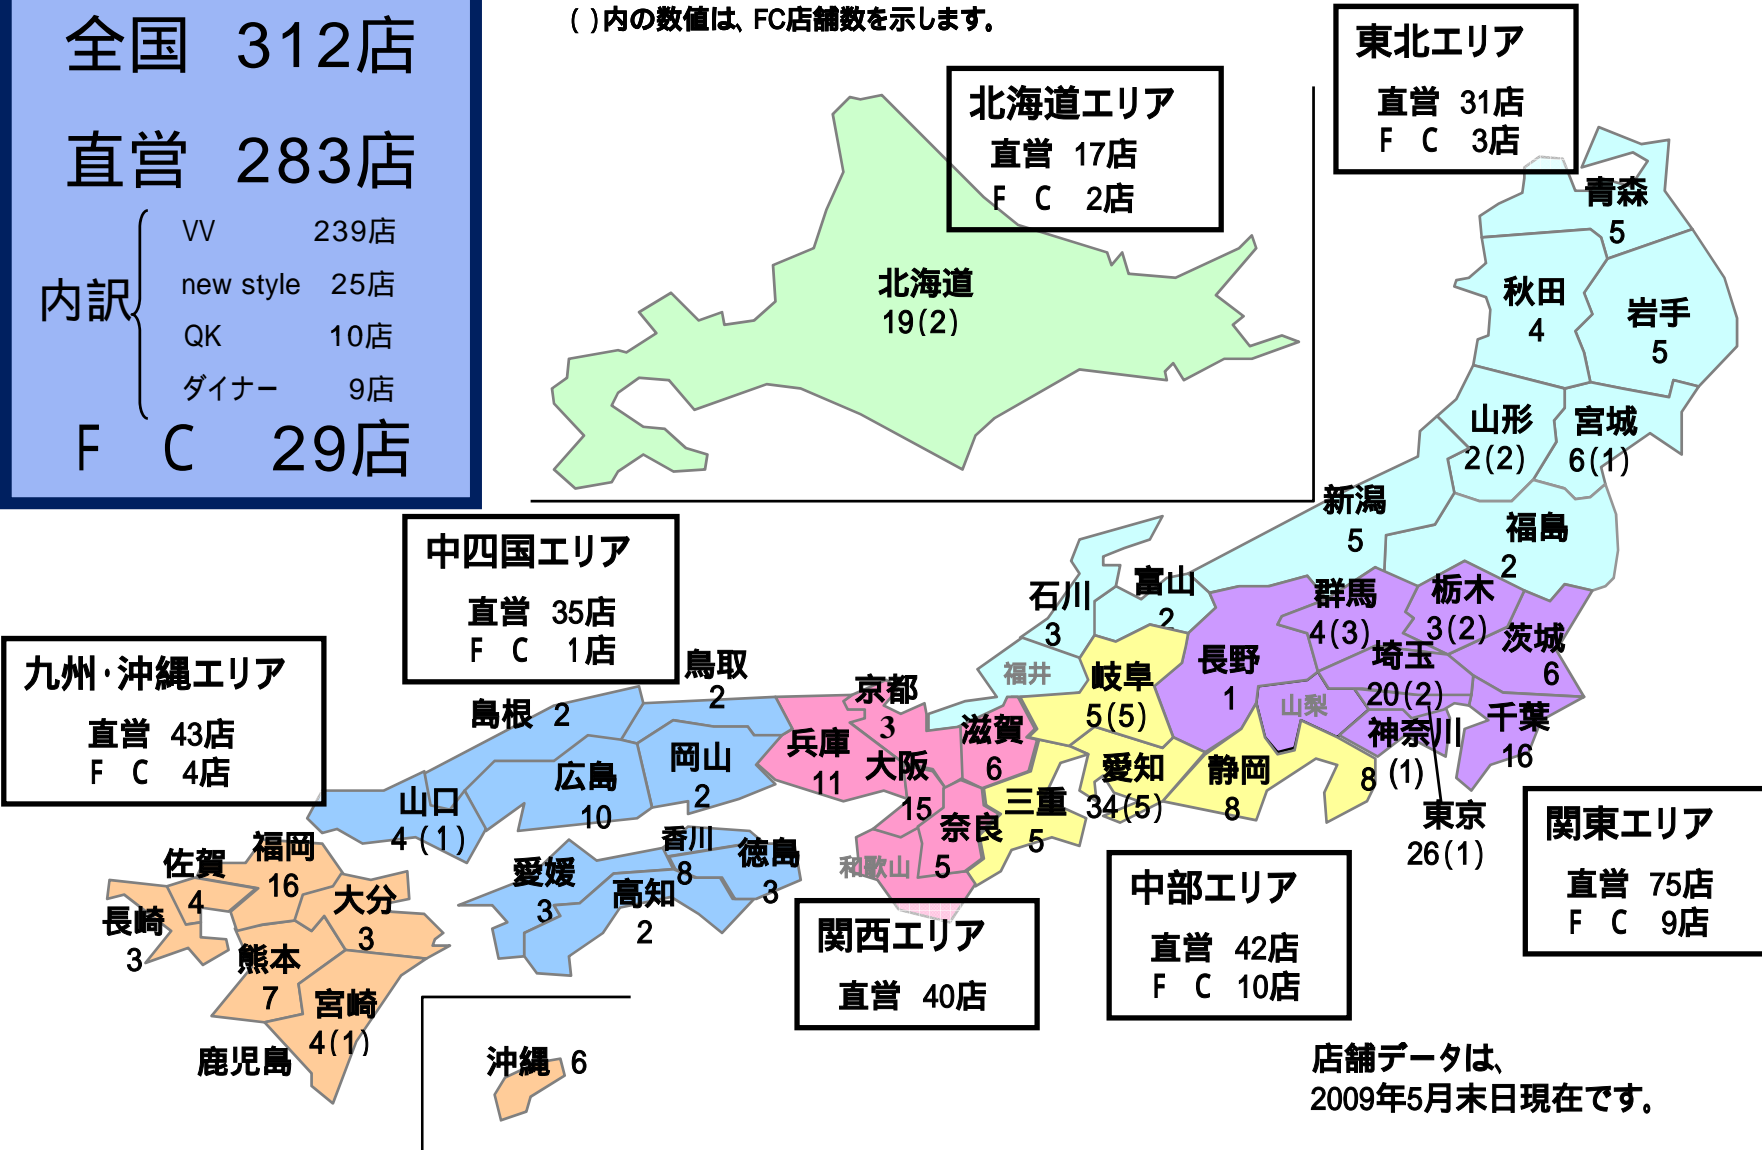 全国 312店
直営 283店
内訳
VV 239店
new style 25店
QK 10店
ダイナー 9店
F C 29店
( )内の数値は、FC店舗数を示します。
北海道エリア
直営 17店
F C 2店
東北エリア
直営 31店
F C 3店
北海道
19(2)
青森
5
秋田
4
岩手
5
山形
2(2)
宮城
6(1)
新潟
5
福島
2
石川
3
富山
2
福井
群馬
4(3)
栃木
3(2)
茨城
6
埼玉
20(2)
長野
1
山梨
神奈川
8(1)
千葉
16
東京
26(1)
関東エリア
直営 75店
F C 9店
岐阜
5(5)
愛知
34(5)
静岡
8
三重
5
中部エリア
直営 42店
F C 10店
京都
3
滋賀
6
兵庫
11
大阪
15
奈良
5
和歌山
関西エリア
直営 40店
中四国エリア
直営 35店
F C 1店
鳥取
2
島根 2
岡山
2
広島
10
山口
4(1)
香川
8
徳島
3
愛媛
3
高知
2
九州・沖縄エリア
直営 43店
F C 4店
福岡
16
佐賀
4
長崎
3
大分
3
熊本
7
宮崎
4(1)
鹿児島
沖縄 6
店舗データは、
2009年5月末日現在です。